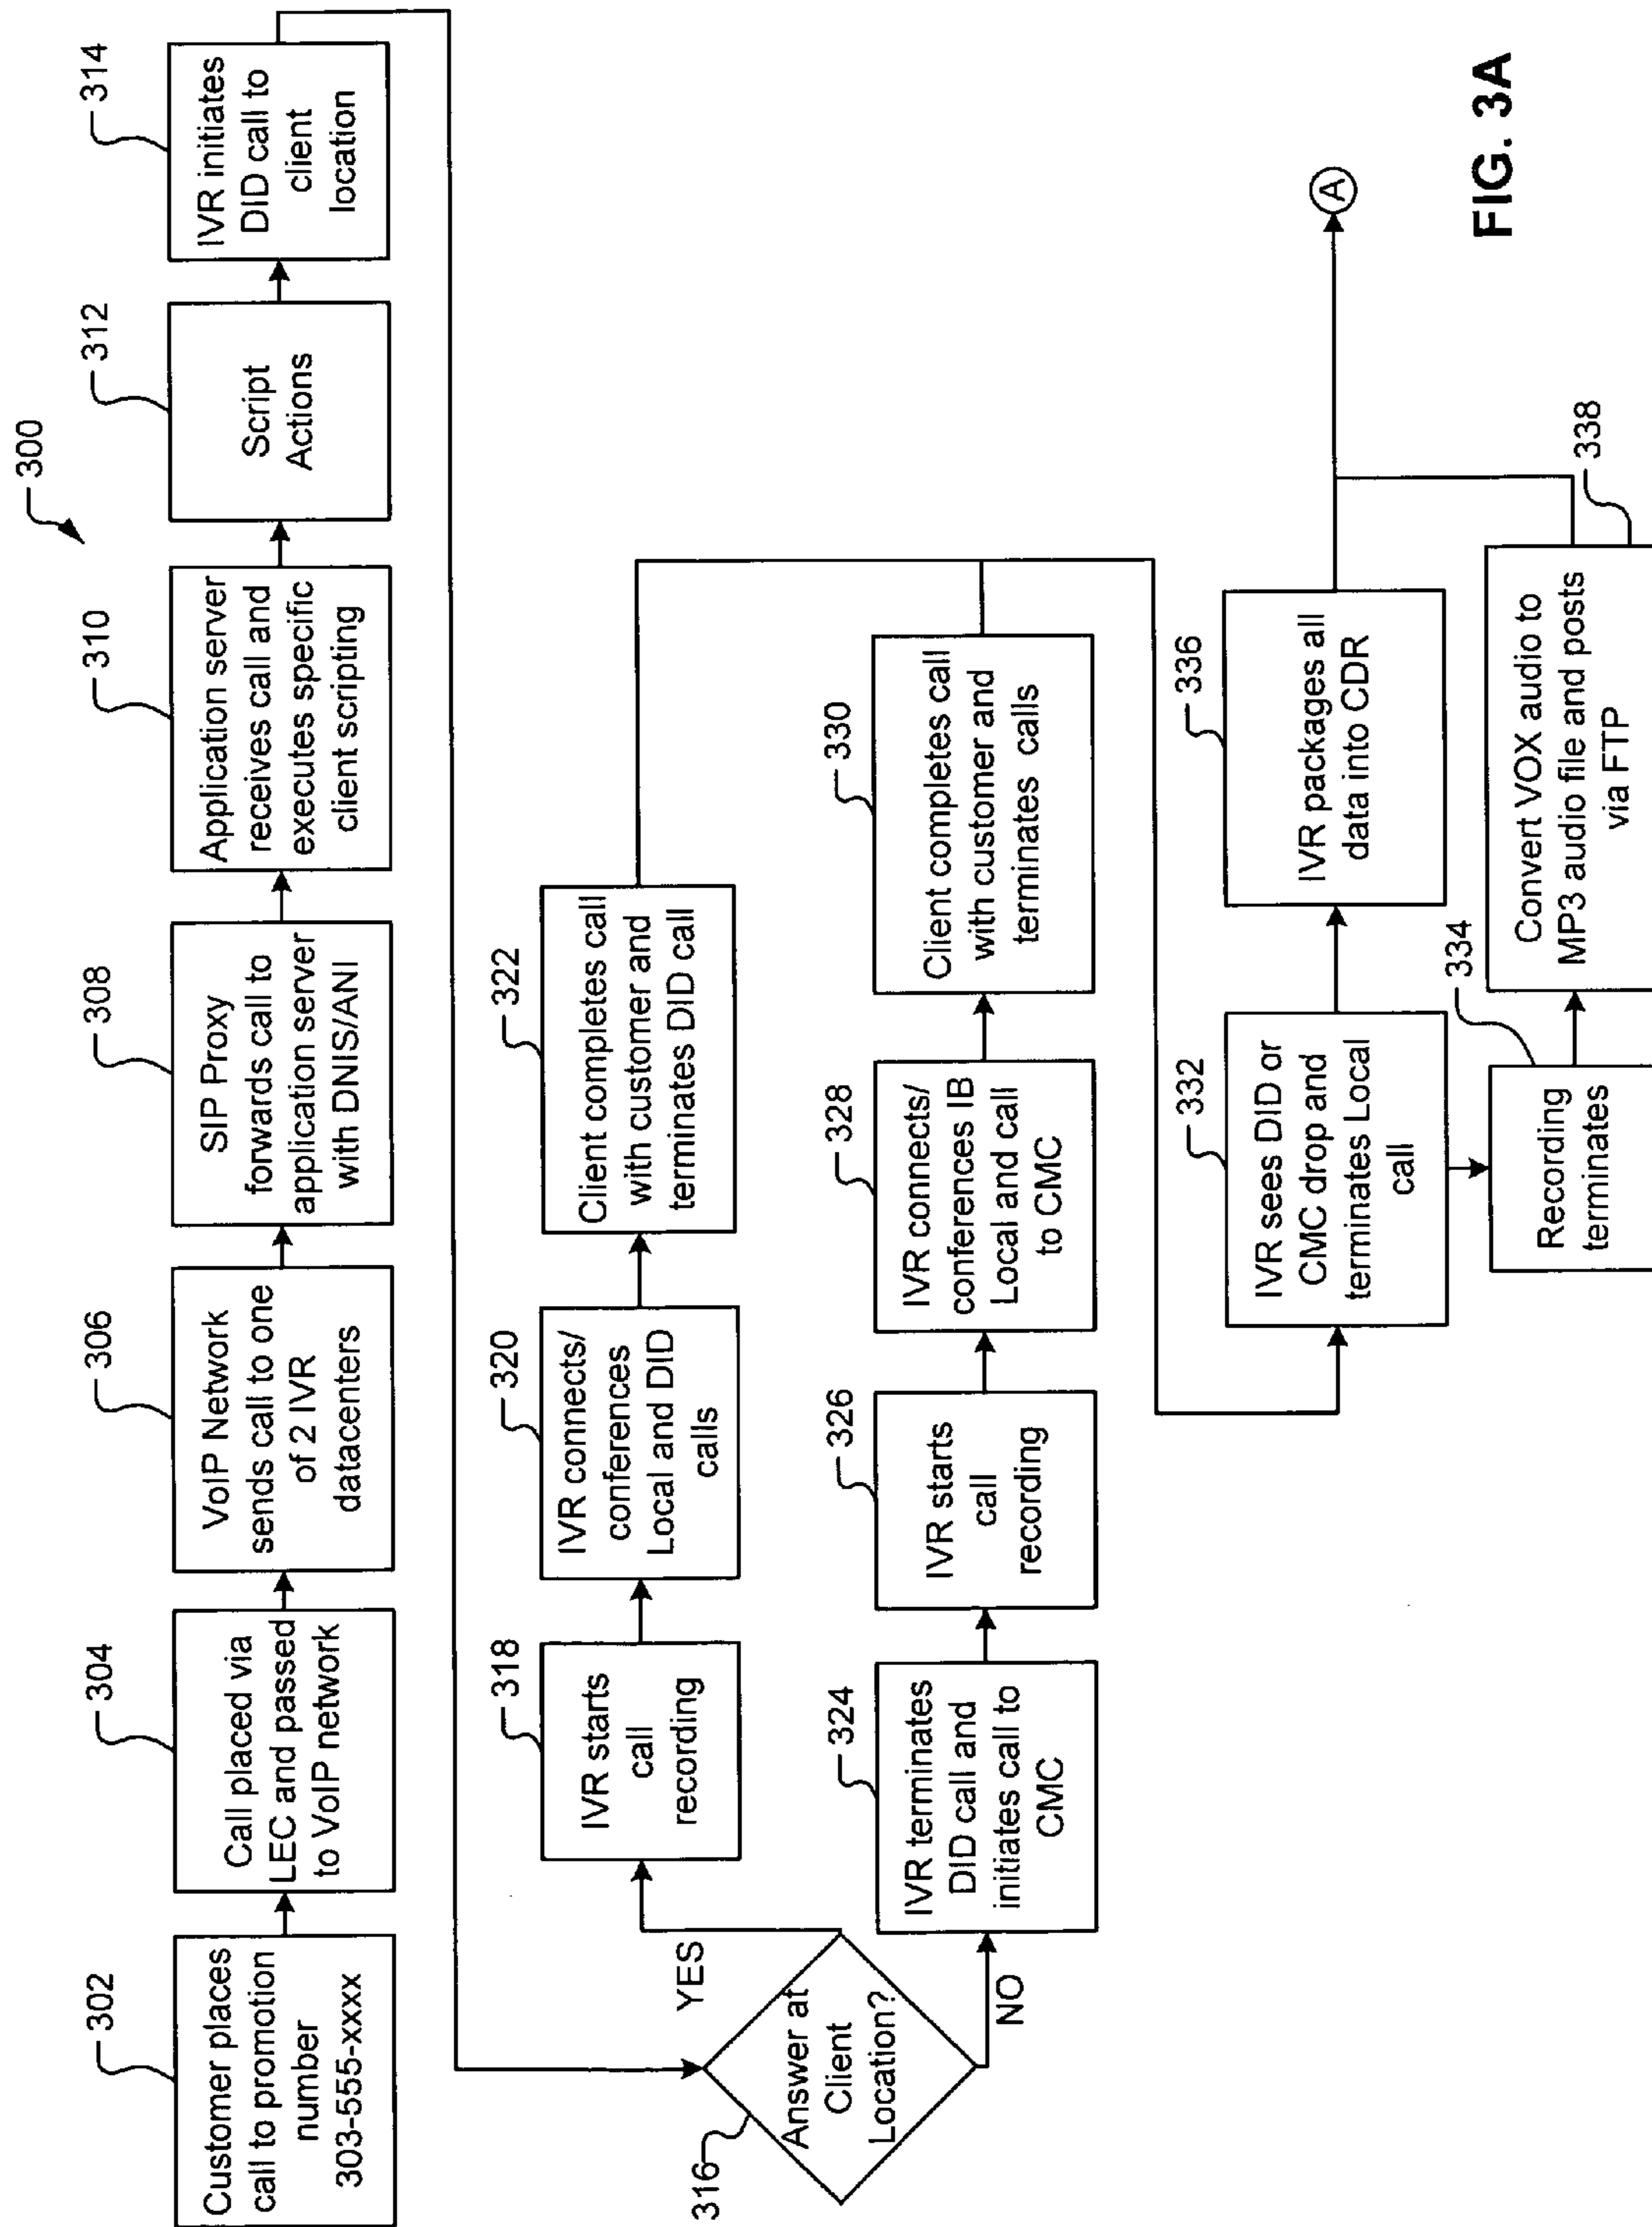 300
302
Customer places
call to promotion
number
303-555-xxxx
304
Call placed via
LEC and passed
to VoIP network
306
VoIP Network
sends call to one
of 2 IVR
datacenters
308
SIP Proxy
forwards call to
application server
with DNIS/ANI
310
Application server
receives call and
executes specific
client scripting
312
Script
Actions
314
IVR initiates
DID call to
client
location
316
Answer at
Client
Location?
YES
NO
318
IVR starts
call
recording
320
IVR connects/
conferences
Local and DID
calls
322
Client completes call
with customer and
terminates DID call
324
IVR terminates
DID call and
initiates call to
CMC
326
IVR starts
call
recording
328
IVR connects/
conferences IB
Local and call
to CMC
330
Client completes call
with customer and
terminates calls
332
IVR sees DID or
CMC drop and
terminates Local
call
334
Recording
terminates
336
IVR packages all
data into CDR
338
Convert VOX audio to
MP3 audio file and posts
via FTP
A
FIG. 3A